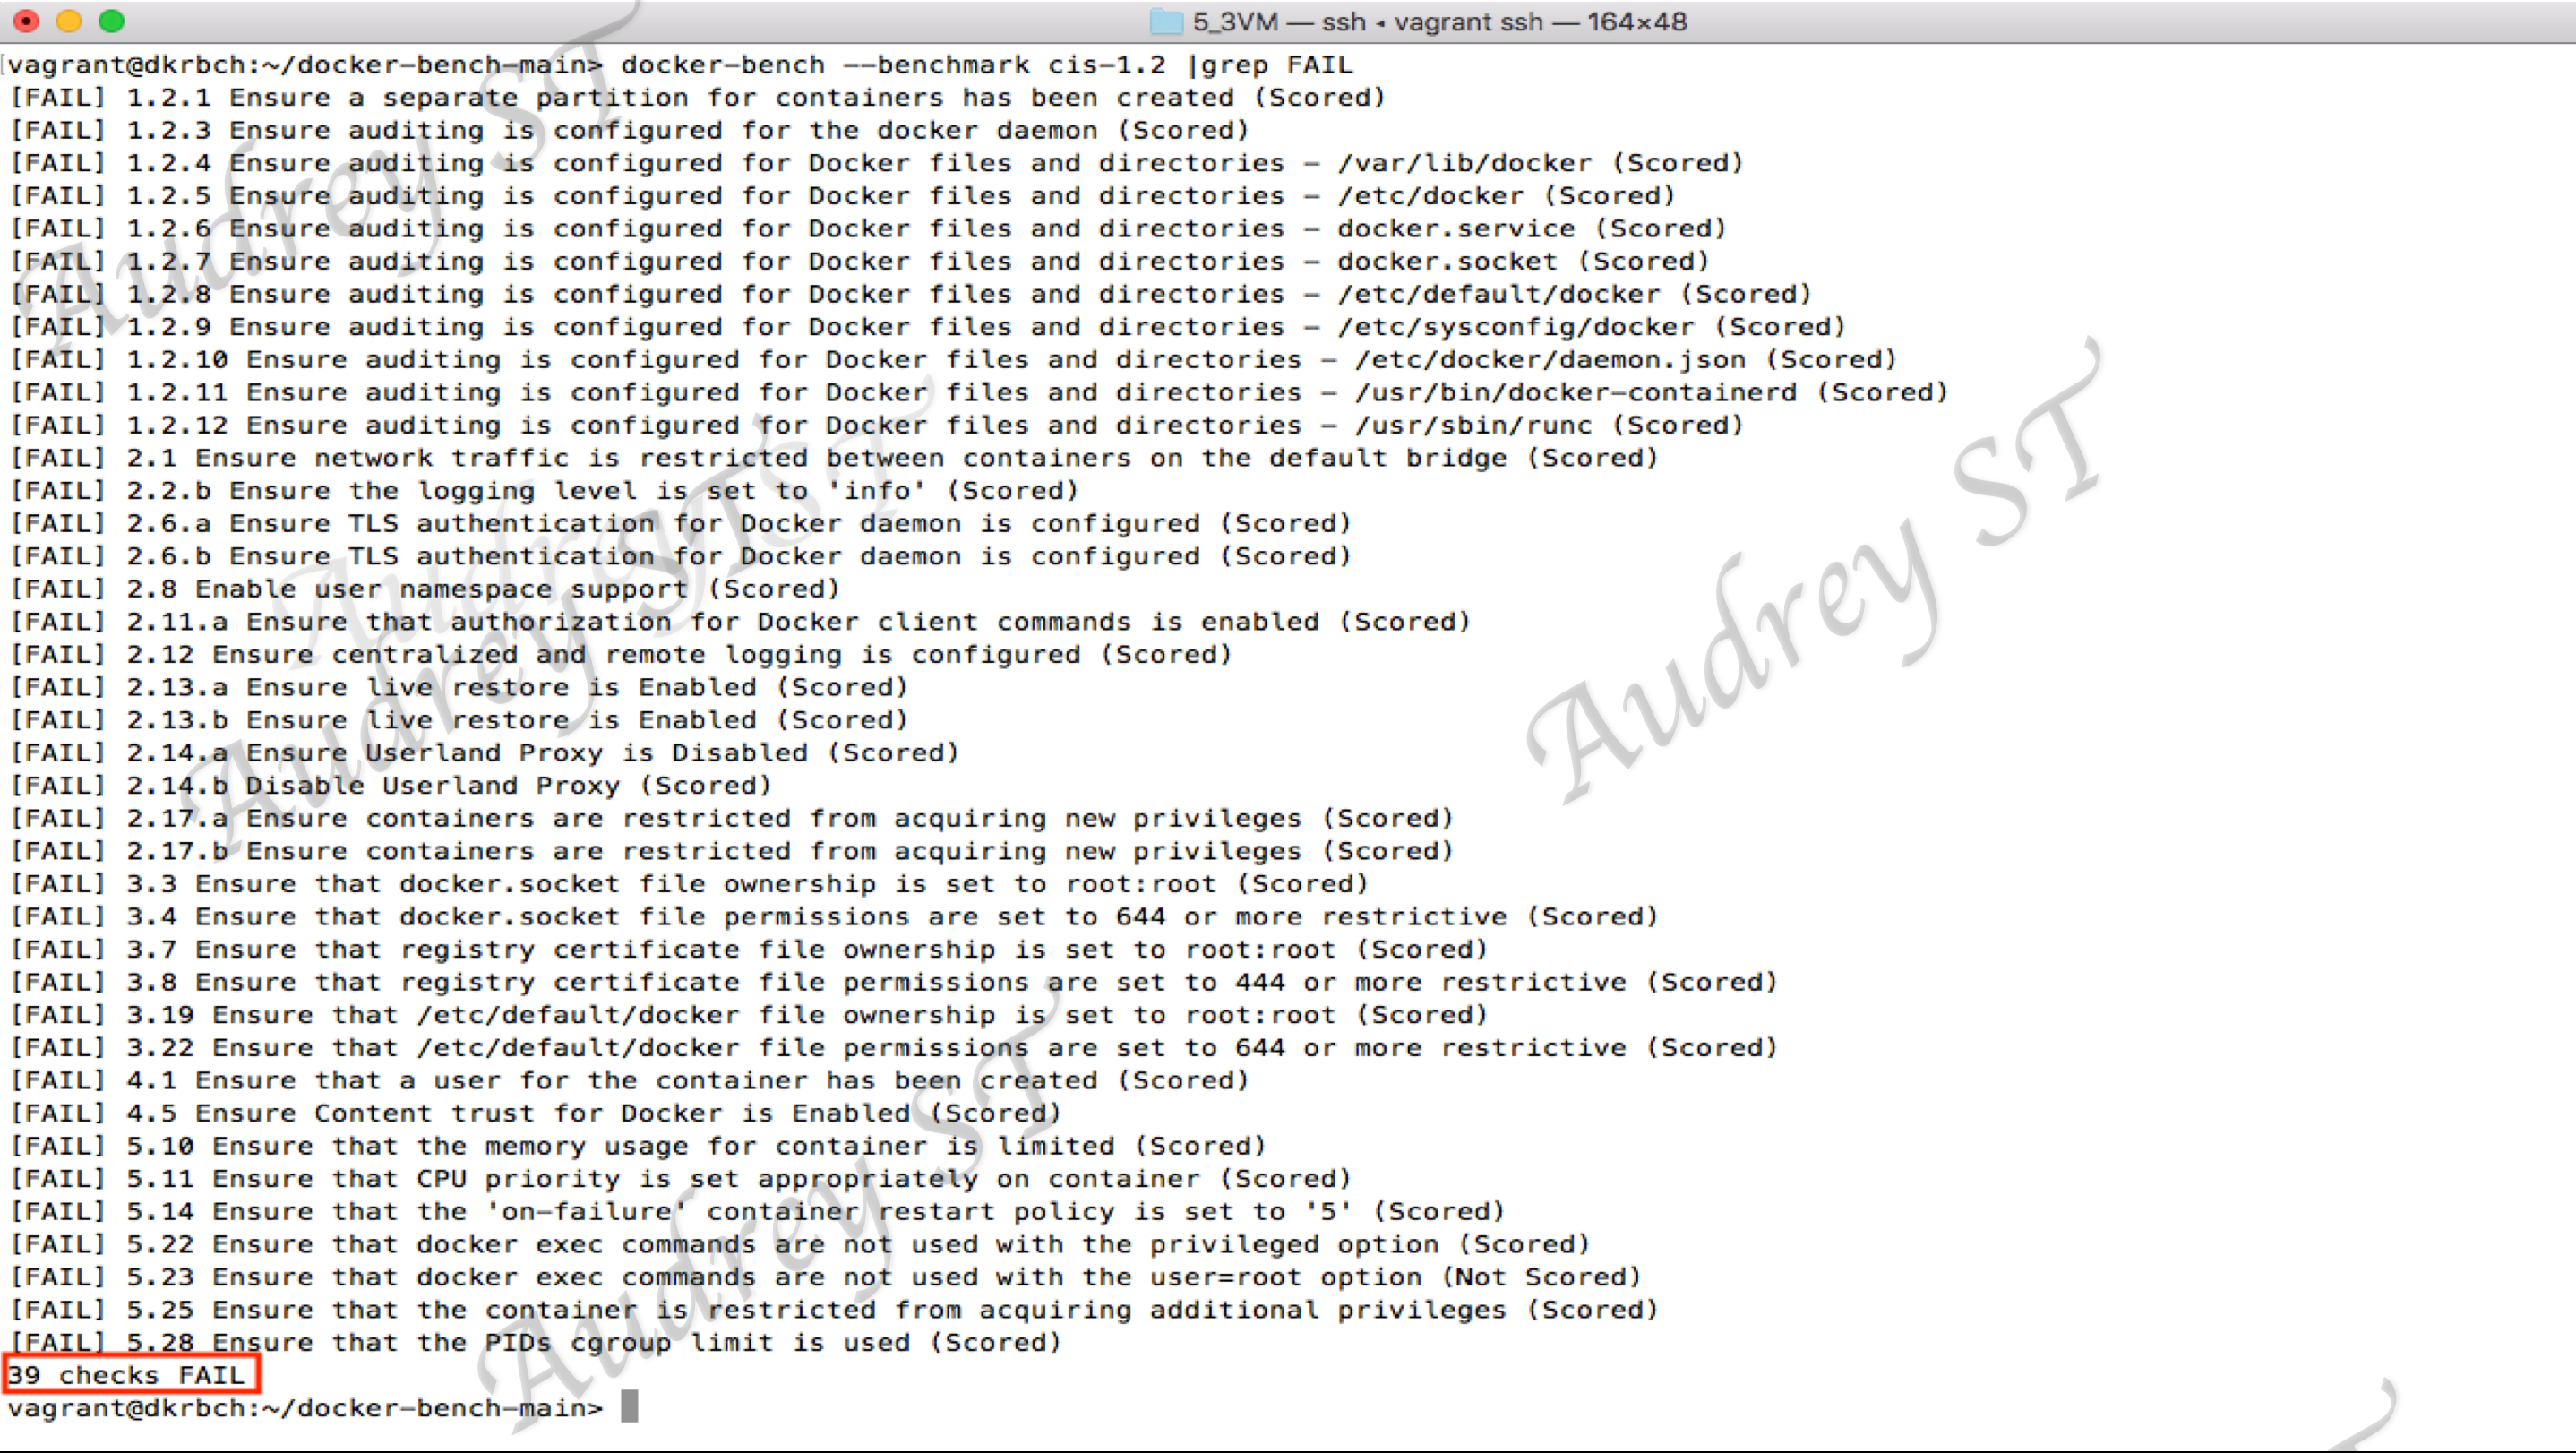 5_3VM — ssh ◂ vagrant ssh — 164×48
[vagrant@dkrbch:~/docker-bench-main> docker-bench --benchmark cis-1.2 |grep FAIL
[FAIL] 1.2.1 Ensure a separate partition for containers has been created (Scored)
[FAIL] 1.2.3 Ensure auditing is configured for the docker daemon (Scored)
[FAIL] 1.2.4 Ensure auditing is configured for Docker files and directories - /var/lib/docker (Scored)
[FAIL] 1.2.5 Ensure auditing is configured for Docker files and directories - /etc/docker (Scored)
[FAIL] 1.2.6 Ensure auditing is configured for Docker files and directories - docker.service (Scored)
[FAIL] 1.2.7 Ensure auditing is configured for Docker files and directories - docker.socket (Scored)
[FAIL] 1.2.8 Ensure auditing is configured for Docker files and directories - /etc/default/docker (Scored)
[FAIL] 1.2.9 Ensure auditing is configured for Docker files and directories - /etc/sysconfig/docker (Scored)
[FAIL] 1.2.10 Ensure auditing is configured for Docker files and directories - /etc/docker/daemon.json (Scored)
[FAIL] 1.2.11 Ensure auditing is configured for Docker files and directories - /usr/bin/docker-containerd (Scored)
[FAIL] 1.2.12 Ensure auditing is configured for Docker files and directories - /usr/sbin/runc (Scored)
[FAIL] 2.1 Ensure network traffic is restricted between containers on the default bridge (Scored)
[FAIL] 2.2.b Ensure the logging level is set to 'info' (Scored)
[FAIL] 2.6.a Ensure TLS authentication for Docker daemon is configured (Scored)
[FAIL] 2.6.b Ensure TLS authentication for Docker daemon is configured (Scored)
[FAIL] 2.8 Enable user namespace support (Scored)
[FAIL] 2.11.a Ensure that authorization for Docker client commands is enabled (Scored)
[FAIL] 2.12 Ensure centralized and remote logging is configured (Scored)
[FAIL] 2.13.a Ensure live restore is Enabled (Scored)
[FAIL] 2.13.b Ensure live restore is Enabled (Scored)
[FAIL] 2.14.a Ensure Userland Proxy is Disabled (Scored)
[FAIL] 2.14.b Disable Userland Proxy (Scored)
[FAIL] 2.17.a Ensure containers are restricted from acquiring new privileges (Scored)
[FAIL] 2.17.b Ensure containers are restricted from acquiring new privileges (Scored)
[FAIL] 3.3 Ensure that docker.socket file ownership is set to root:root (Scored)
[FAIL] 3.4 Ensure that docker.socket file permissions are set to 644 or more restrictive (Scored)
[FAIL] 3.7 Ensure that registry certificate file ownership is set to root:root (Scored)
[FAIL] 3.8 Ensure that registry certificate file permissions are set to 444 or more restrictive (Scored)
[FAIL] 3.19 Ensure that /etc/default/docker file ownership is set to root:root (Scored)
[FAIL] 3.22 Ensure that /etc/default/docker file permissions are set to 644 or more restrictive (Scored)
[FAIL] 4.1 Ensure that a user for the container has been created (Scored)
[FAIL] 4.5 Ensure Content trust for Docker is Enabled (Scored)
[FAIL] 5.10 Ensure that the memory usage for container is limited (Scored)
[FAIL] 5.11 Ensure that CPU priority is set appropriately on container (Scored)
[FAIL] 5.14 Ensure that the 'on-failure' container restart policy is set to '5' (Scored)
[FAIL] 5.22 Ensure that docker exec commands are not used with the privileged option (Scored)
[FAIL] 5.23 Ensure that docker exec commands are not used with the user=root option (Not Scored)
[FAIL] 5.25 Ensure that the container is restricted from acquiring additional privileges (Scored)
[FAIL] 5.28 Ensure that the PIDs cgroup limit is used (Scored)
39 checks FAIL
vagrant@dkrbch:~/docker-bench-main>
Audrey ST
Audrey ST
Audrey ST
Audrey ST
Audrey ST